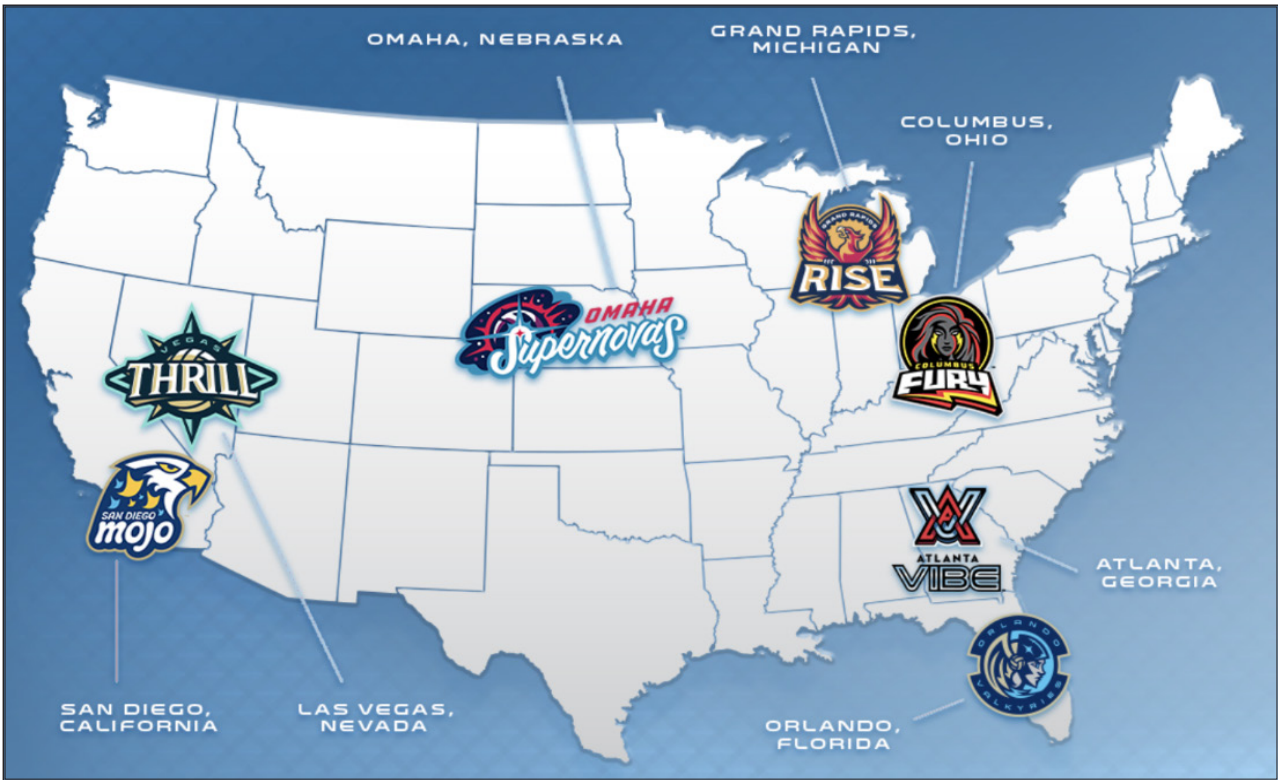 OMAHA, NEBRASKA
GRAND RAPIDS,
MICHIGAN
COLUMBUS,
OHIO
GRAND RAPIDS
RISE
OMAHA
Supernovas
VEGAS
THRILL
COLUMBUS
FURY
SAN DIEGO
mojo
ATLANTA
VIBE
ATLANTA,
GEORGIA
ORLANDO
VALKYRIES
SAN DIEGO,
CALIFORNIA
LAS VEGAS,
NEVADA
ORLANDO,
FLORIDA